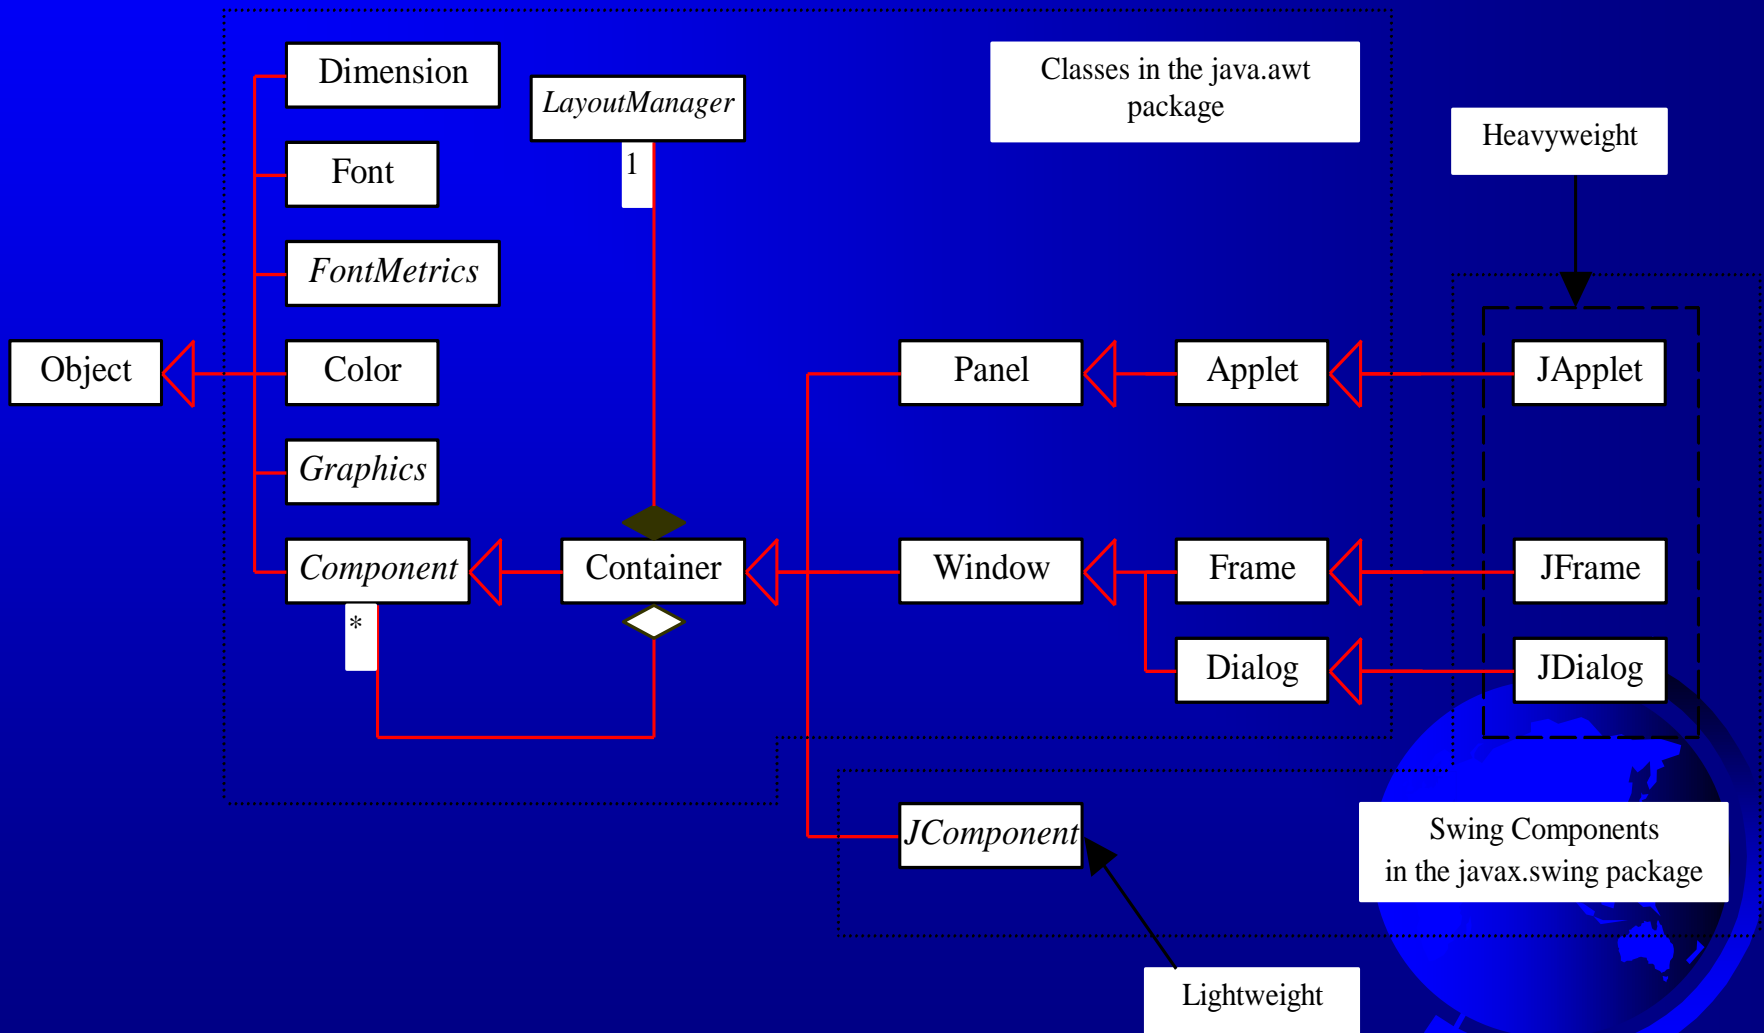 Dimension
LayoutManager
Classes in the java.awt
package
Heavyweight
Font
1
FontMetrics
Object
Color
Panel
Applet
JApplet
Graphics
Component
Container
Window
Frame
JFrame
*
Dialog
JDialog
JComponent
Swing Components
in the javax.swing package
Lightweight